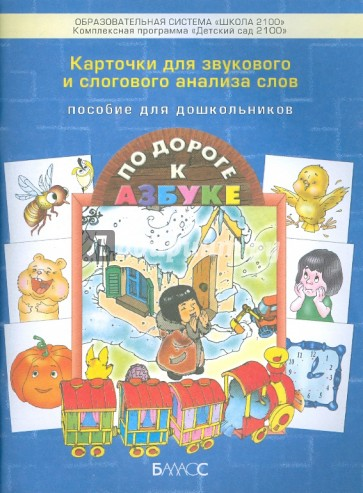 ОБРАЗОВАТЕЛЬНАЯ СИСТЕМА «ШКОЛА 2100»
Комплексная программа «Детский сад 2100»
Карточки для звукового
и слогового анализа слов
пособие для дошкольников
ПО ДОРОГЕ
К
АЗБУКЕ
БАЛАСС